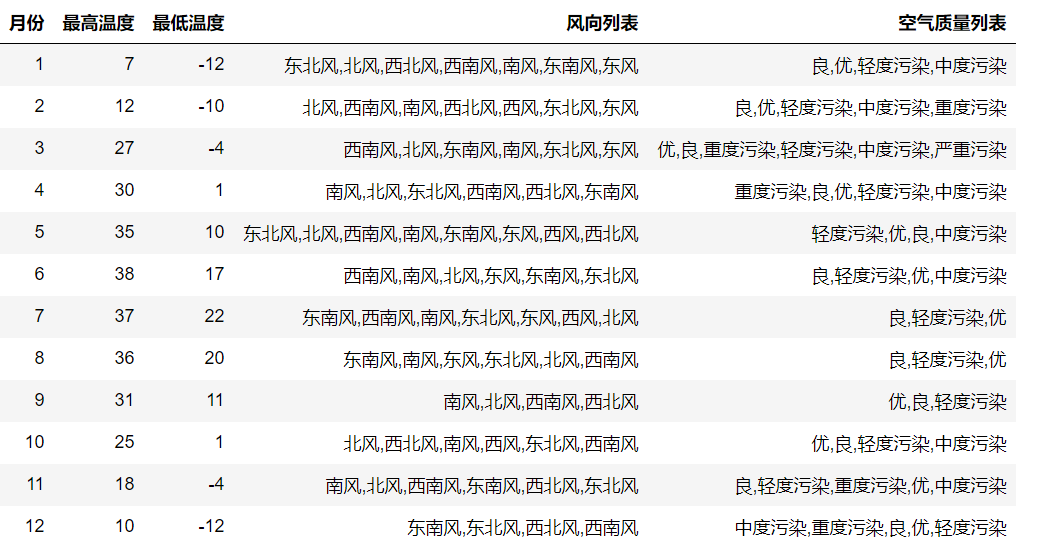 月份 最高温度 最低温度 风向列表 空气质量列表
1 7 -12 东北风,北风,西北风,西南风,南风,东南风,东风 良,优,轻度污染,中度污染
2 12 -10 北风,西南风,南风,西北风,西风,东北风,东风 良,优,轻度污染,中度污染,重度污染
3 27 -4 西南风,北风,东南风,南风,东北风,东风 优,良,重度污染,轻度污染,中度污染,严重污染
4 30 1 南风,北风,东北风,西南风,西北风,东南风 重度污染,良,优,轻度污染,中度污染
5 35 10 东北风,北风,西南风,南风,东南风,东风,西风,西北风 轻度污染,优,良,中度污染
6 38 17 西南风,南风,北风,东风,东南风,东北风 良,轻度污染,优,中度污染
7 37 22 东南风,西南风,南风,东北风,东风,西风,北风 良,轻度污染,优
8 36 20 东南风,南风,东风,东北风,北风,西南风 良,轻度污染,优
9 31 11 南风,北风,西南风,西北风 优,良,轻度污染
10 25 1 北风,西北风,南风,西风,东北风,西南风 优,良,轻度污染,中度污染
11 18 -4 南风,北风,西南风,东南风,西北风,东北风 良,轻度污染,重度污染,优,中度污染
12 10 -12 东南风,东北风,西北风,西南风 中度污染,重度污染,良,优,轻度污染